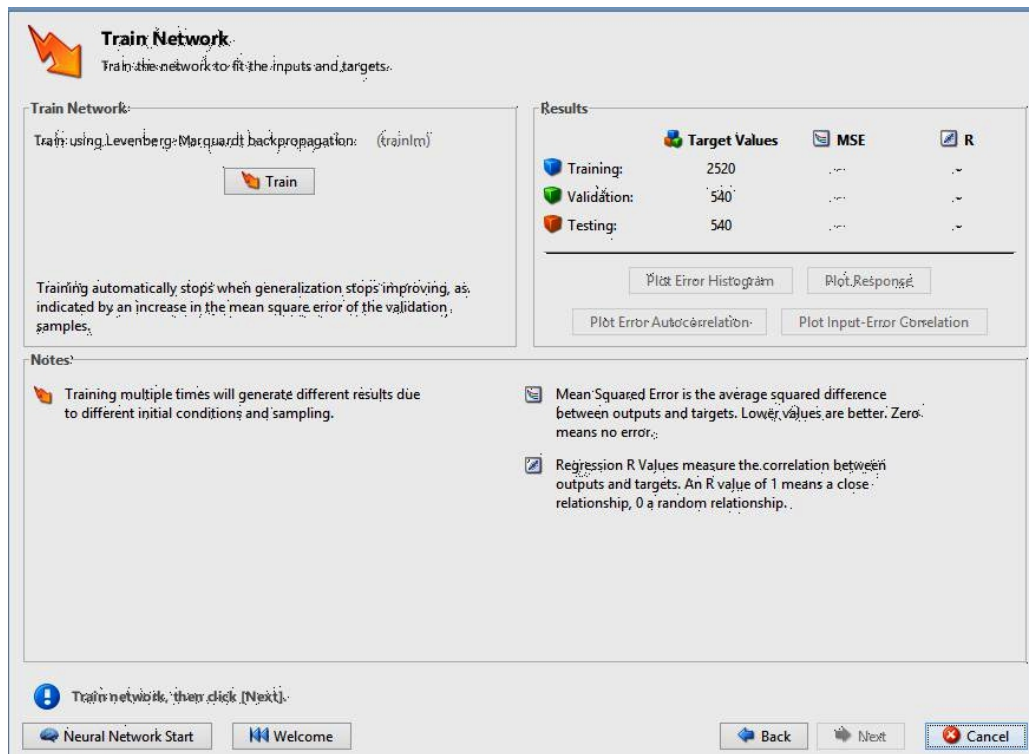 Train Network
Train the network to fit the inputs and targets.
Train Network
Train using Levenberg-Marquardt backpropagation. (trainlm)
Train
Training automatically stops when generalization stops improving, as
indicated by an increase in the mean square error of the validation
samples.
Results
Target Values MSE R
Training: 2520
Validation: 540
Testing: 540
Plot Error Histogram Plot Response
Plot Error Autocorrelation Plot Input-Error Correlation
Notes
Training multiple times will generate different results due
to different initial conditions and sampling.
Mean Squared Error is the average squared difference
between outputs and targets. Lower values are better. Zero
means no error.
Regression R Values measure the correlation between
outputs and targets. An R value of 1 means a close
relationship, 0 a random relationship.
Train network, then click [Next].
Neural Network Start Welcome Back Next Cancel